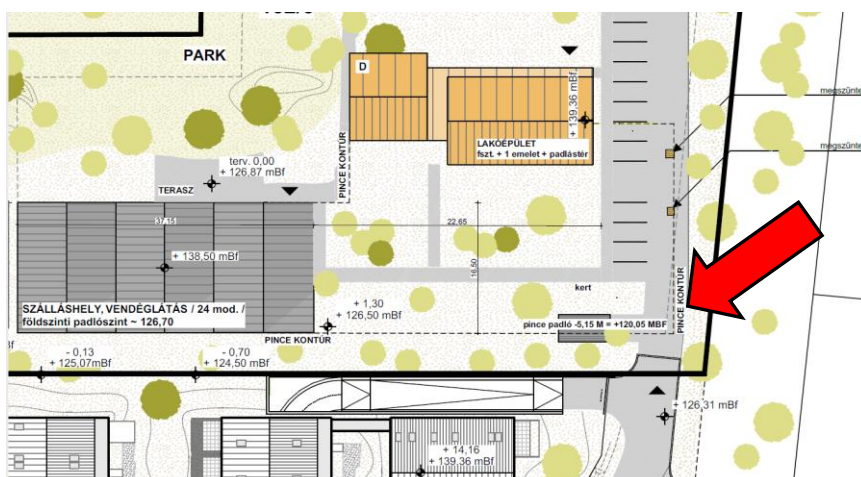 PARK
D
+ 139,36 mBf
megszünte
LAKÓÉPÜLET
fszt. + 1 emelet + padlástér
megszünte
PINCE KONTÚR
terv. 0,00
+ 126,87 mBf
TERASZ
37,15
22,65
16,50
+ 138,50 mBf
kert
SZÁLLÁSHELY, VENDÉGLÁTÁS / 24 mod. /
földszinti padlószint ~ 126,70
+ 1,30
+ 126,50 mBf
PINCE KONTÚR
pince padló -5,15 M = +120,05 MBF
PINCE KONTÚR
- 0,13
+ 125,07mBf
- 0,70
+ 124,50 mBf
+ 126,31 mBf
+ 14,16
+ 139,36 mBf